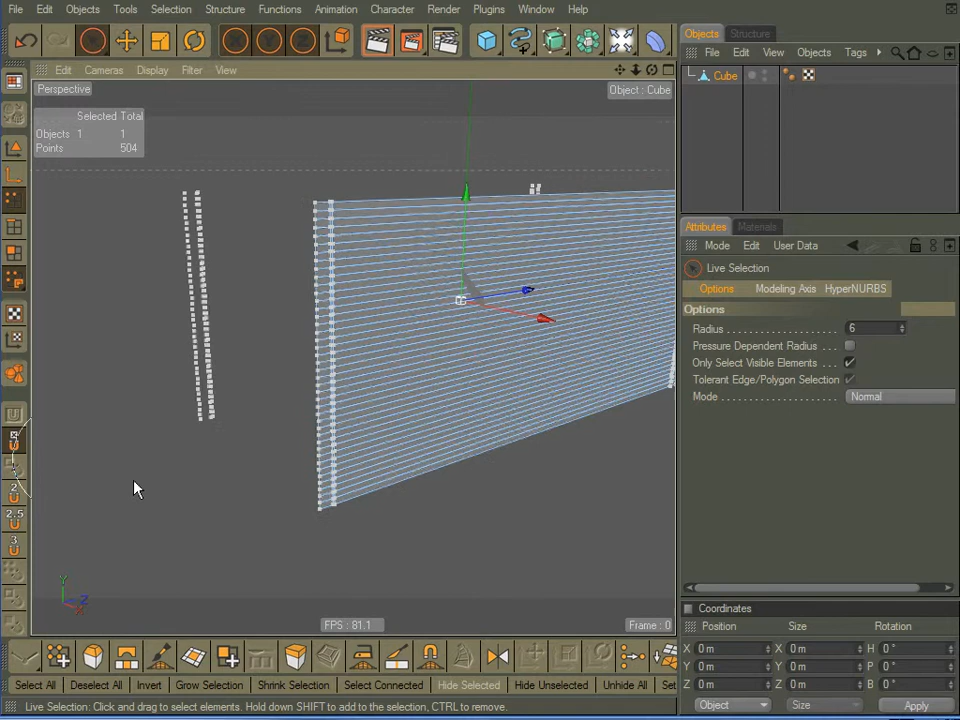 File Edit Objects Tools Selection Structure Functions Animation Character Render Plugins Window Help
Objects Structure
File Edit View Objects Tags
Edit Cameras Display Filter View
Cube
Perspective
Object : Cube
Selected Total
Objects 1 1
Points 504
Attributes Materials
Mode Edit User Data
Live Selection
Options Modeling Axis HyperNURBS
Options
Radius 6
Pressure Dependent Radius
Only Select Visible Elements
Tolerant Edge/Polygon Selection
Mode Normal
2
2.5
3
Y
Z
X
FPS : 81.1
Frame : 0
Coordinates
Position Size Rotation
X 0 m X 0 m H 0 °
Y 0 m Y 0 m P 0 °
Z 0 m Z 0 m B 0 °
Object Size Apply
Select All Deselect All Invert Grow Selection Shrink Selection Select Connected Hide Selected Hide Unselected Unhide All Se
Live Selection: Click and drag to select elements. Hold down SHIFT to add to the selection, CTRL to remove.